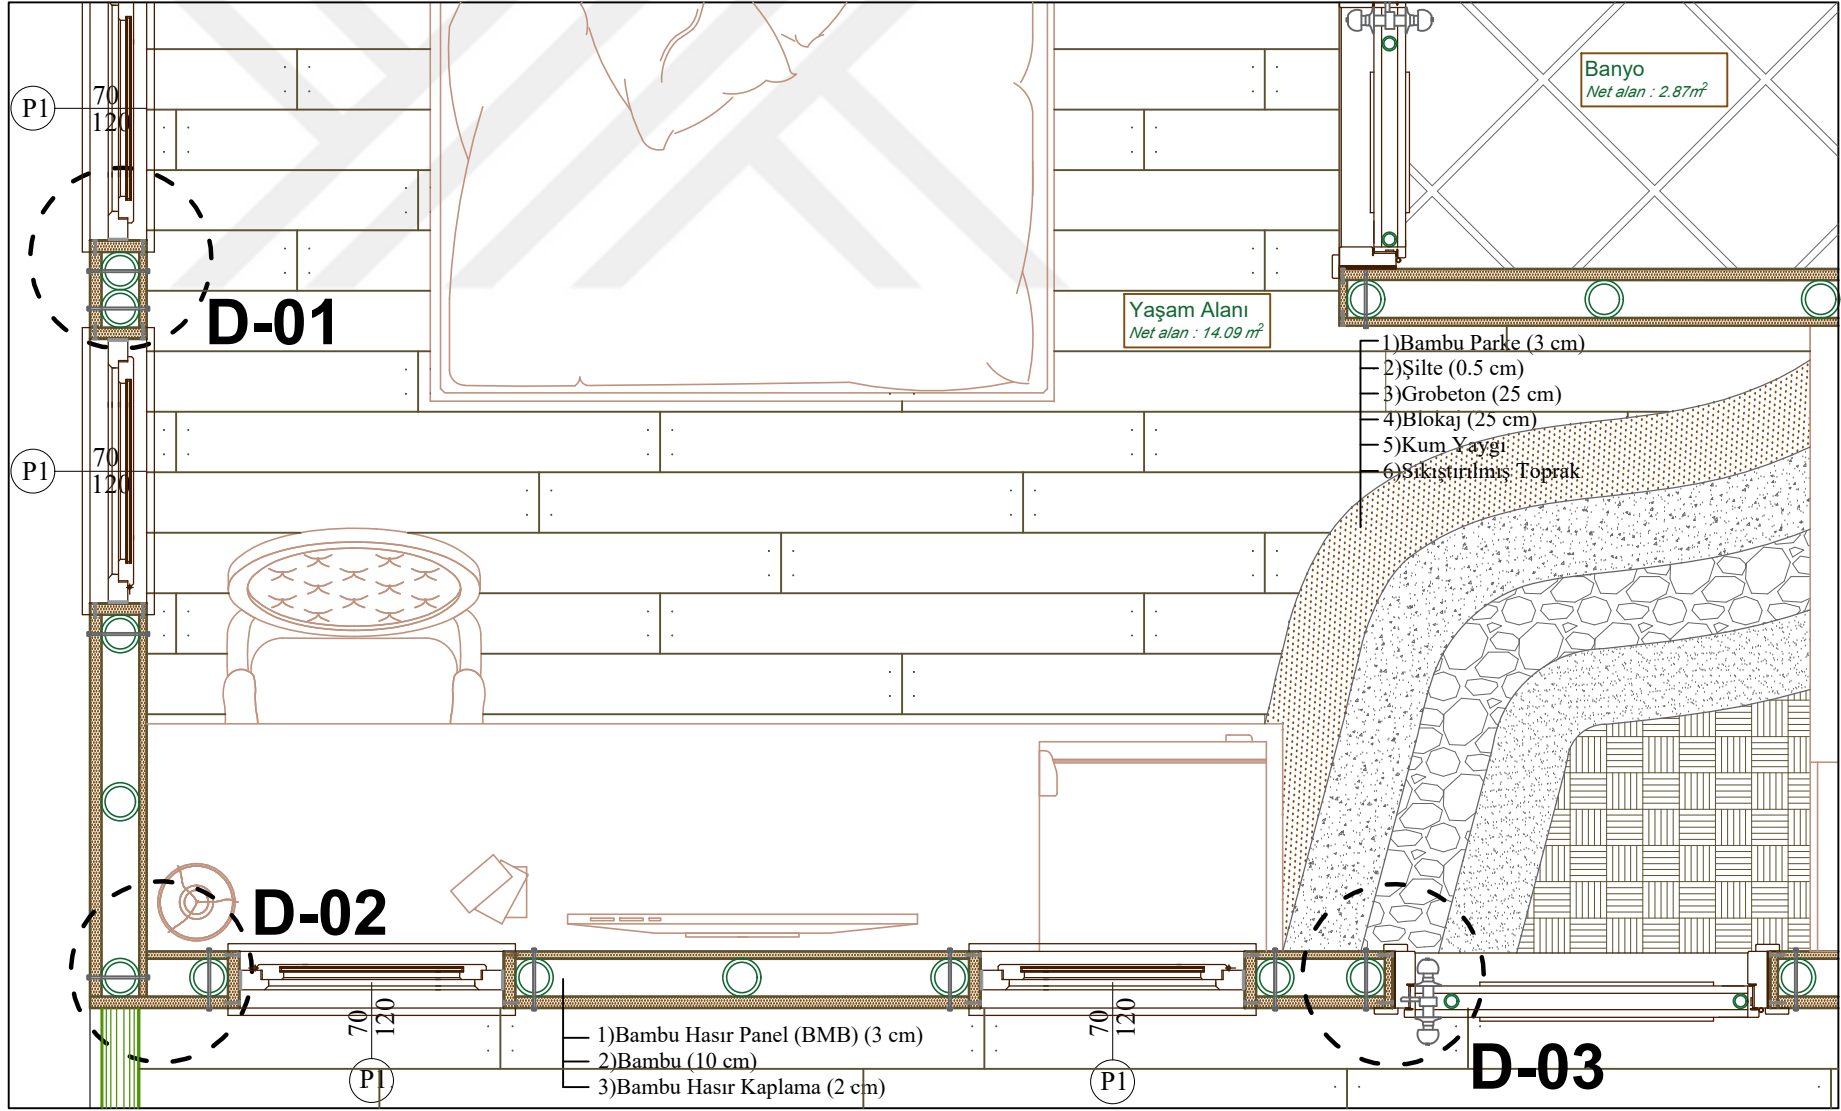 Banyo
Net alan : 2.87m²
P1
70
120
D-01
Yaşam Alanı
Net alan : 14.09 m²
1)Bambu Parke (3 cm)
2)Şilte (0.5 cm)
3)Grobeton (25 cm)
4)Blokaj (25 cm)
5)Kum Yaygı
6)Sıkıştırılmış Toprak
P1
70
120
D-02
70
120
P1
1)Bambu Hasır Panel (BMB) (3 cm)
2)Bambu (10 cm)
3)Bambu Hasır Kaplama (2 cm)
70
120
P1
D-03